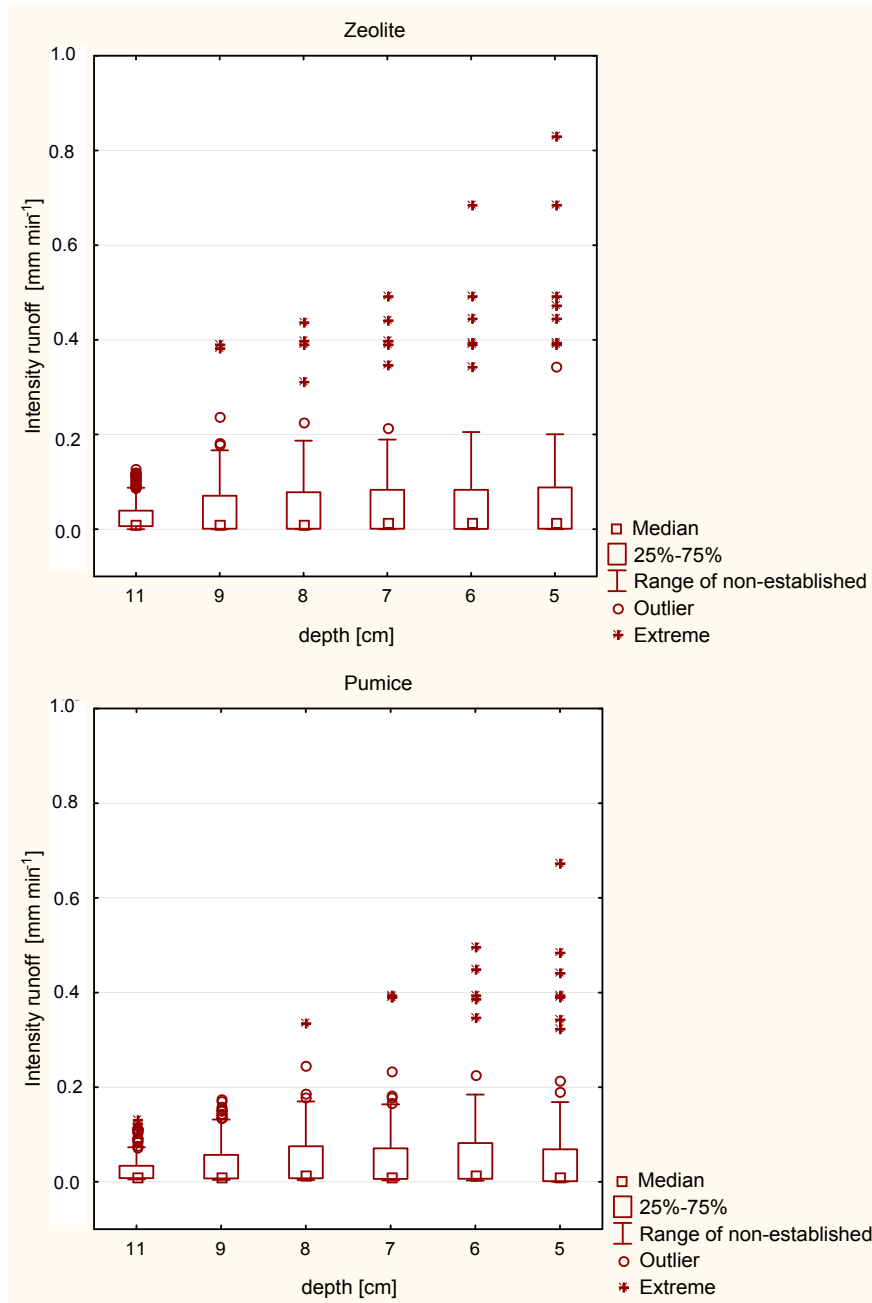 Zeolite
1.0
0.8
0.6
0.4
0.2
0.0
Intensity runoff [mm min-1]
11 9 8 7 6 5
depth [cm]
Median
25%-75%
Range of non-established
Outlier
Extreme
Pumice
1.0
0.8
0.6
0.4
0.2
0.0
Intensity runoff [mm min-1]
11 9 8 7 6 5
depth [cm]
Median
25%-75%
Range of non-established
Outlier
Extreme